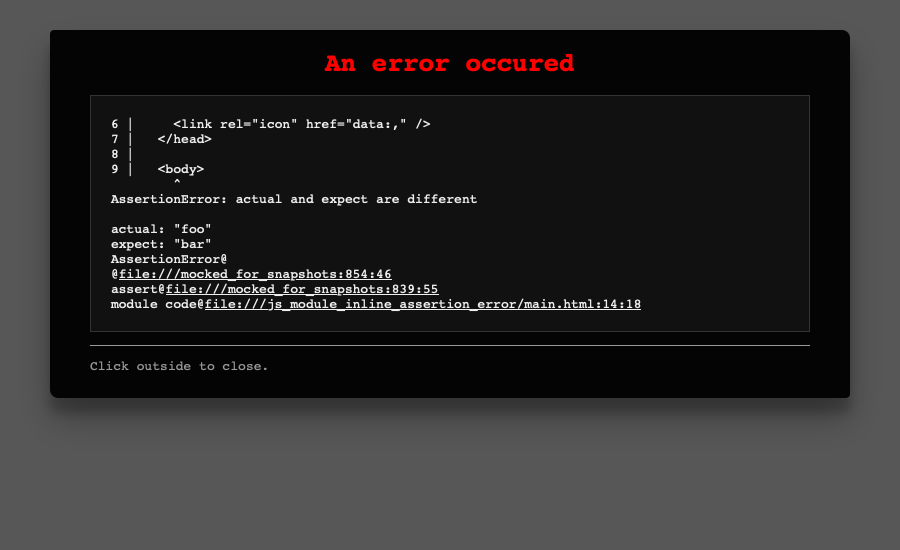 An error occured
6 |     <link rel="icon" href="data:," />
7 |   </head>
8 |
9 |   <body>
        ^
AssertionError: actual and expect are different
actual: "foo"
expect: "bar"
AssertionError@
@file:///mocked_for_snapshots:854:46
assert@file:///mocked_for_snapshots:839:55
module code@file:///js_module_inline_assertion_error/main.html:14:18
Click outside to close.